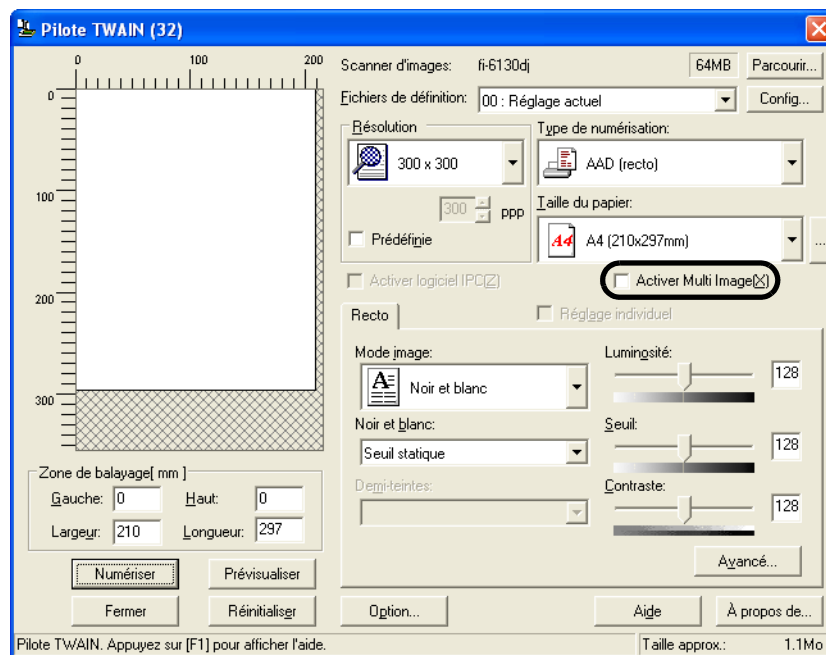 Pilote TWAIN (32)
0 100 200
0
100
200
300
Scanner d'images: fi-6130dj 64MB Parcourir...
Fichiers de définition: 00 : Réglage actuel Config...
Résolution
300 x 300
300 ppp
Prédéfinie
Type de numérisation:
AAD (recto)
Taille du papier:
A4 A4 (210x297mm) ...
Activer logiciel IPC(Z) Activer Multi Image(X)
Recto Réglage individuel
Mode image:
Noir et blanc
Noir et blanc:
Seuil statique
Demi-teintes:
Luminosité:
128
Seuil:
128
Contraste:
128
Avancé...
Zone de balayage[ mm ]
Gauche: 0 Haut: 0
Largeur: 210 Longueur: 297
Numériser Prévisualiser
Fermer Réinitialiser Option... Aide À propos de...
Pilote TWAIN. Appuyez sur [F1] pour afficher l'aide. Taille approx.: 1.1Mo